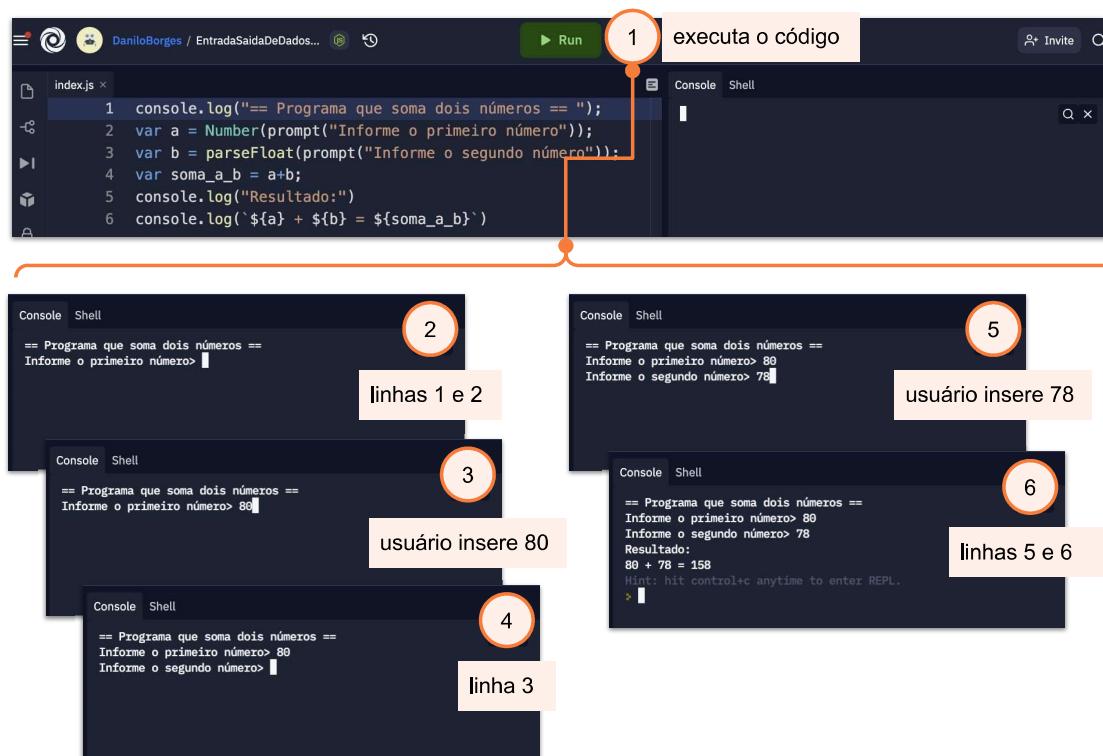 DaniloBorges / EntradaSaidaDeDados...
Run
1
executa o código
Invite
index.js
Console Shell
1 console.log("== Programa que soma dois números == ");
2 var a = Number(prompt("Informe o primeiro número"));
3 var b = parseFloat(prompt("Informe o segundo número"));
4 var soma_a_b = a+b;
5 console.log("Resultado:")
6 console.log(`${a} + ${b} = ${soma_a_b}`)
Console Shell
2
== Programa que soma dois números ==
Informe o primeiro número>
linhas 1 e 2
Console Shell
3
== Programa que soma dois números ==
Informe o primeiro número> 80
usuário insere 80
Console Shell
4
== Programa que soma dois números ==
Informe o primeiro número> 80
Informe o segundo número>
linha 3
Console Shell
5
== Programa que soma dois números ==
Informe o primeiro número> 80
Informe o segundo número> 78
usuário insere 78
Console Shell
6
== Programa que soma dois números ==
Informe o primeiro número> 80
Informe o segundo número> 78
Resultado:
80 + 78 = 158
Hint: hit control+c anytime to enter REPL.
>
linhas 5 e 6